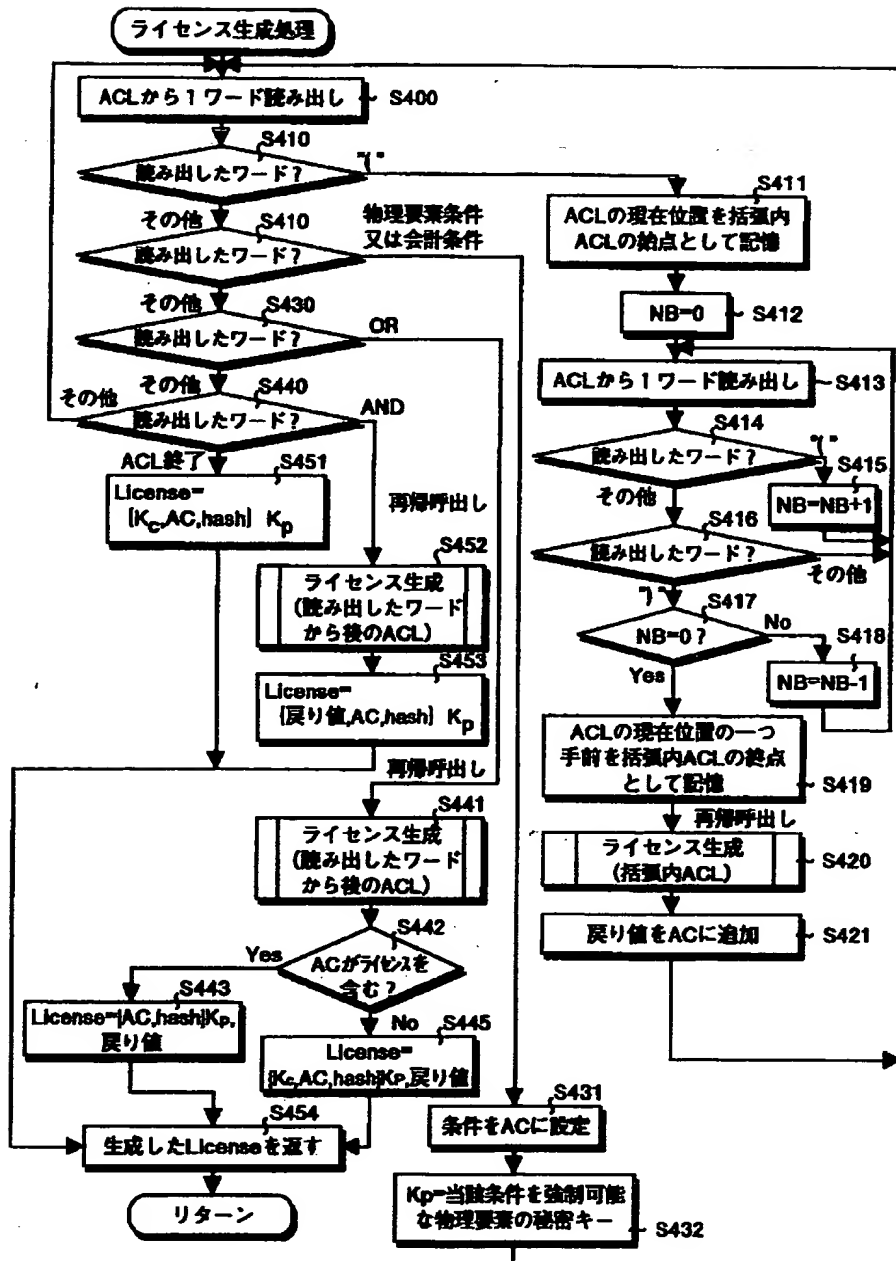 ライセンス生成処理
ACLから1ワード読み出し
S400
S410
読み出したワード?
"("
その他
S410
物理要素条件
又は会計条件
読み出したワード?
その他
S430
OR
読み出したワード?
その他
その他
S440
AND
読み出したワード?
ACL終了
S451
License=
{Kc,AC,hash} Kp
再帰呼出し
S452
ライセンス生成
(読み出したワード
から後のACL)
S453
License=
{戻り値,AC,hash} Kp
再帰呼出し
S441
ライセンス生成
(読み出したワード
から後のACL)
S442
Yes
ACがライセンスを
含む?
S443
License={AC,hash}Kp,
戻り値
No
S445
License=
{Kc,AC,hash}Kp,戻り値
S454
生成したLicenseを返す
リターン
S411
ACLの現在位置を括弧内
ACLの始点として記憶
NB=0
S412
ACLから1ワード読み出し
S413
S414
読み出したワード?
"("
S415
NB=NB+1
その他
S416
読み出したワード?
その他
")"
S417
NB=0?
No
S418
NB=NB-1
Yes
ACLの現在位置の一つ
手前を括弧内ACLの終点
として記憶
S419
再帰呼出し
ライセンス生成
(括弧内ACL)
S420
戻り値をACに追加
S421
S431
条件をACに設定
Kp=当該条件を強制可能
な物理要素の秘密キー
S432